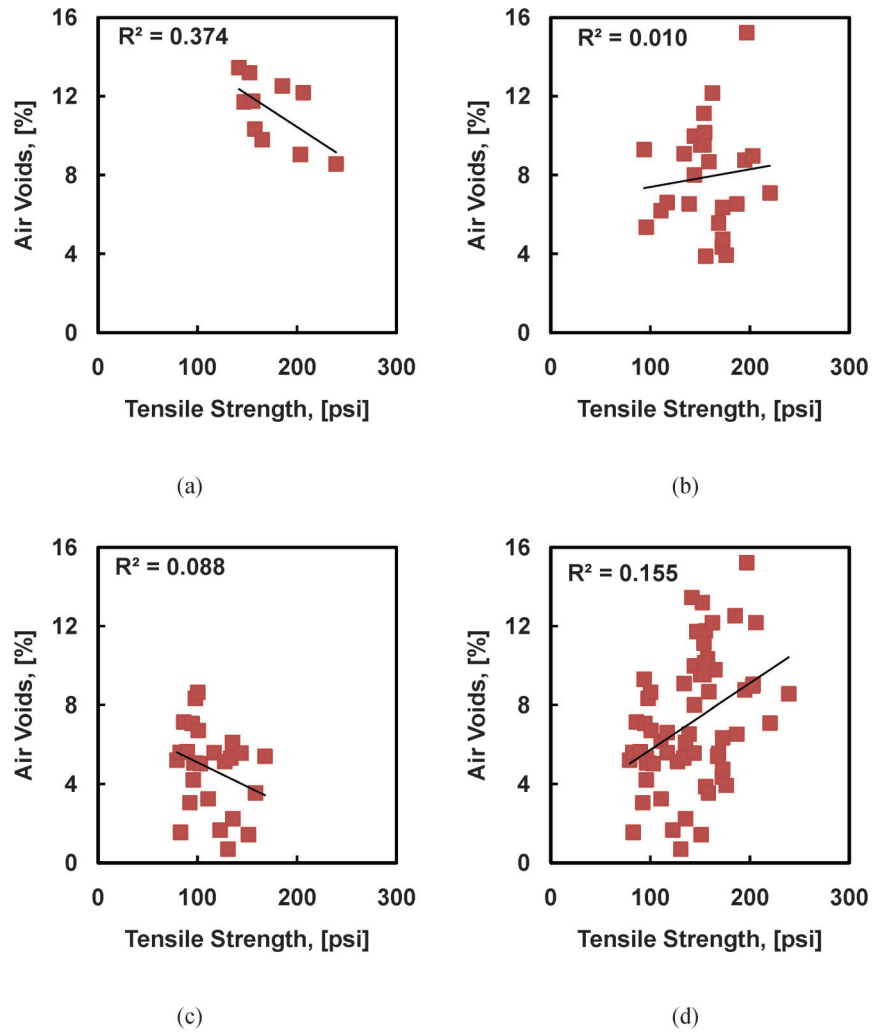 R² = 0.374
16
12
8
4
0
Air Voids, [%]
0 100 200 300
Tensile Strength, [psi]
(a)
R² = 0.010
16
12
8
4
0
Air Voids, [%]
0 100 200 300
Tensile Strength, [psi]
(b)
R² = 0.088
16
12
8
4
0
Air Voids, [%]
0 100 200 300
Tensile Strength, [psi]
(c)
R² = 0.155
16
12
8
4
0
Air Voids, [%]
0 100 200 300
Tensile Strength, [psi]
(d)